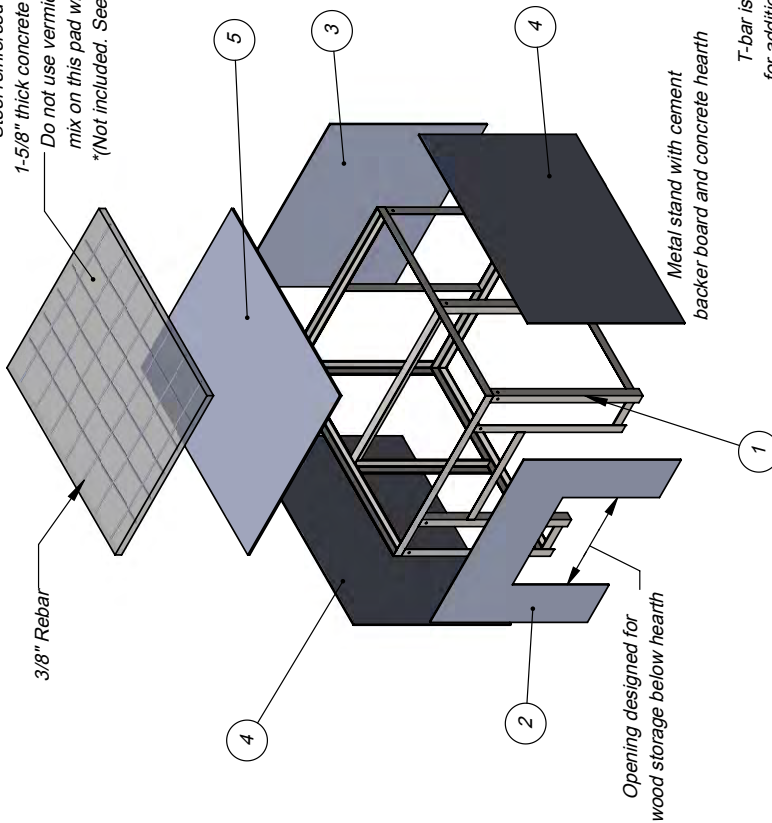 1-5/8" thick concrete
Do not use vermic
mix on this pad w
*(Not included. See
3/8" Rebar
5
3
4
Metal stand with cement
backer board and concrete hearth
T-bar is
for additio
1
4
2
Opening designed for
wood storage below hearth